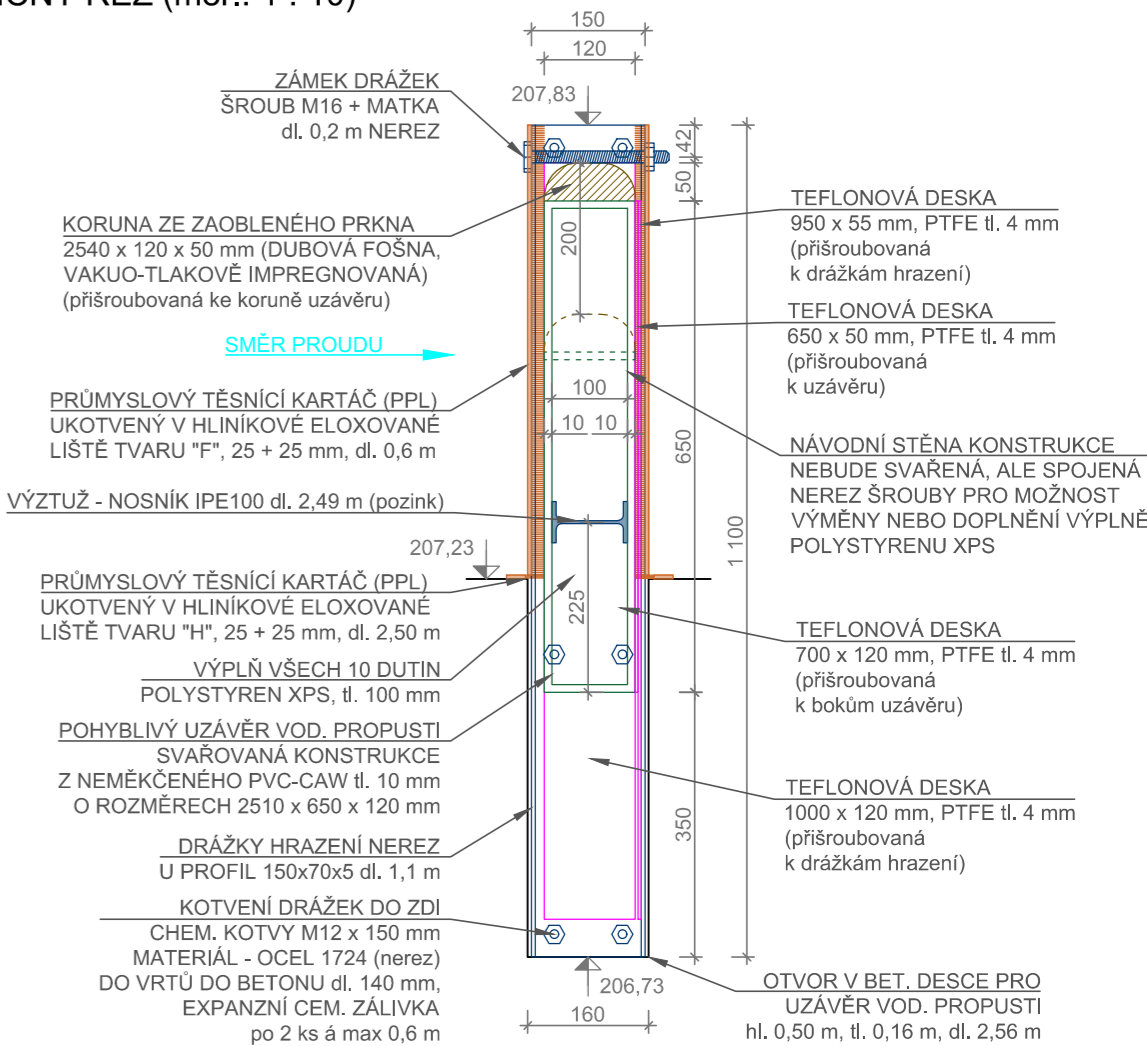 150
120
ZÁMEK DRÁŽEK
ŠROUB M16 + MATKA
dl. 0,2 m NEREZ
207,83
42
50
KORUNA ZE ZAOBLENÉHO PRKNA
2540 x 120 x 50 mm (DUBOVÁ FOŠNA,
VAKUO-TLAKOVĚ IMPREGNOVANÁ)
(přišroubovaná ke koruně uzávěru)
200
TEFLONOVÁ DESKA
950 x 55 mm, PTFE tl. 4 mm
(přišroubovaná
k drážkám hrazení)
SMĚR PROUDU
TEFLONOVÁ DESKA
650 x 50 mm, PTFE tl. 4 mm
(přišroubovaná
k uzávěru)
PRŮMYSLOVÝ TĚSNÍCÍ KARTÁČ (PPL)
UKOTVENÝ V HLINÍKOVÉ ELOXOVANÉ
LIŠTĚ TVARU "F", 25 + 25 mm, dl. 0,6 m
100
10 10
650
NÁVODNÍ STĚNA KONSTRUKCE
NEBUDE SVAŘENÁ, ALE SPOJENÁ
NEREZ ŠROUBY PRO MOŽNOST
VÝMĚNY NEBO DOPLNĚNÍ VÝPLNĚ
POLYSTYRENU XPS
VÝZTUŽ - NOSNÍK IPE100 dl. 2,49 m (pozink)
1 100
207,23
PRŮMYSLOVÝ TĚSNÍCÍ KARTÁČ (PPL)
UKOTVENÝ V HLINÍKOVÉ ELOXOVANÉ
LIŠTĚ TVARU "H", 25 + 25 mm, dl. 2,50 m
225
VÝPLŇ VŠECH 10 DUTIN
POLYSTYREN XPS, tl. 100 mm
TEFLONOVÁ DESKA
700 x 120 mm, PTFE tl. 4 mm
(přišroubovaná
k bokům uzávěru)
POHYBLIVÝ UZÁVĚR VOD. PROPUSTI
SVAŘOVANÁ KONSTRUKCE
Z NEMĚKČENÉHO PVC-CAW tl. 10 mm
O ROZMĚRECH 2510 x 650 x 120 mm
TEFLONOVÁ DESKA
1000 x 120 mm, PTFE tl. 4 mm
(přišroubovaná
k drážkám hrazení)
350
DRÁŽKY HRAZENÍ NEREZ
U PROFIL 150x70x5 dl. 1,1 m
KOTVENÍ DRÁŽEK DO ZDI
CHEM. KOTVY M12 x 150 mm
MATERIÁL - OCEL 1724 (nerez)
DO VRTŮ DO BETONU dl. 140 mm,
EXPANZNÍ CEM. ZÁLIVKA
po 2 ks á max 0,6 m
206,73
160
OTVOR V BET. DESCE PRO
UZÁVĚR VOD. PROPUSTI
hl. 0,50 m, tl. 0,16 m, dl. 2,56 m